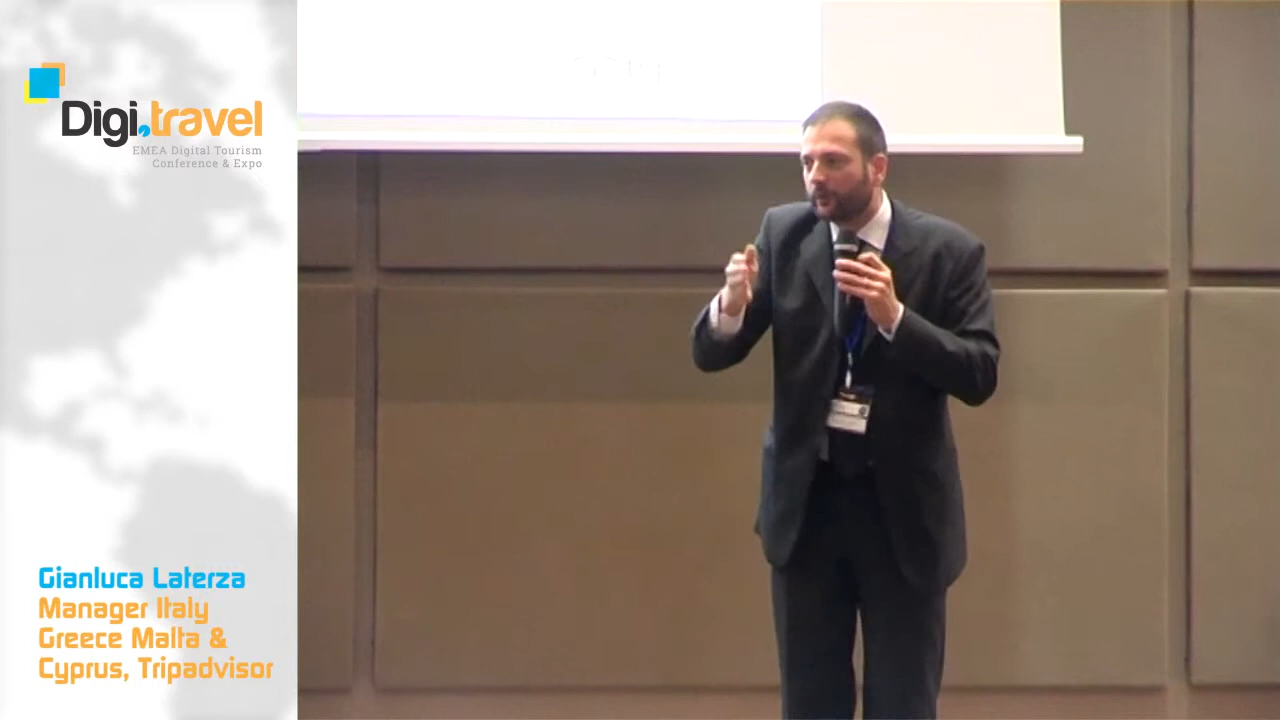 Digi.travel
EMEA Digital Tourism
Conference & Expo
Gianluca Laterza
Manager Italy
Greece Malta &
Cyprus, Tripadvisor